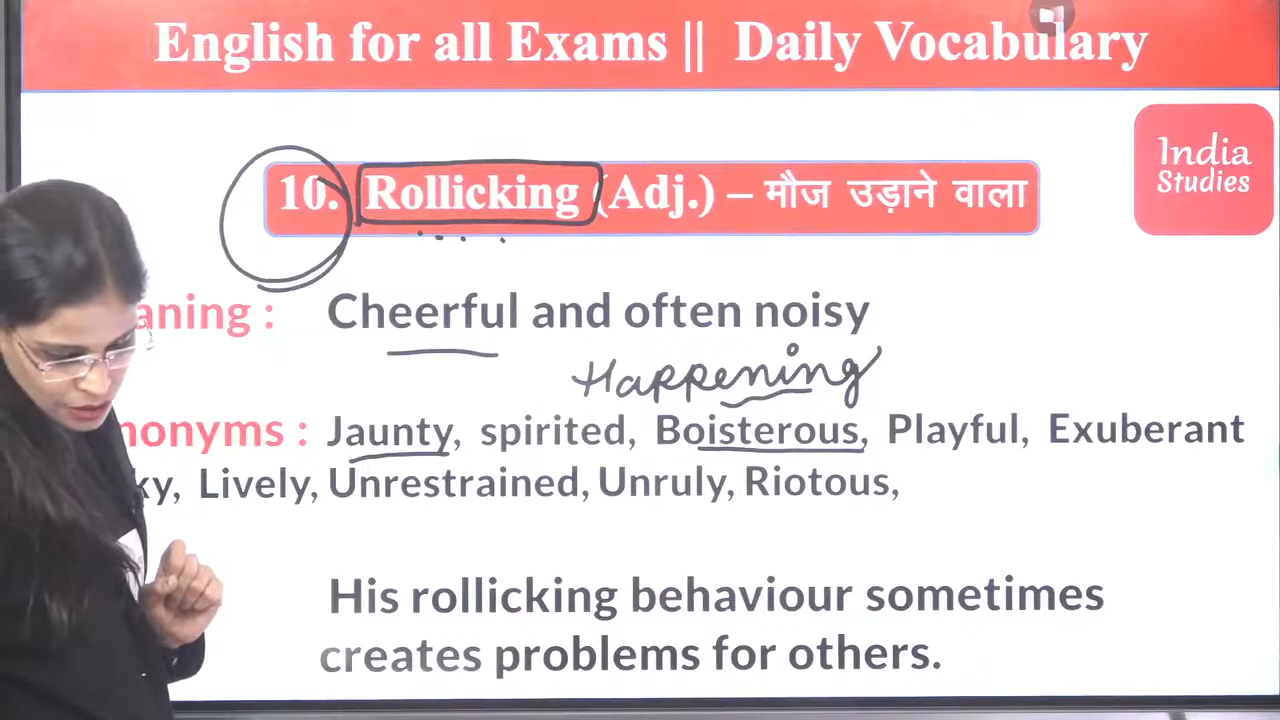 English for all Exams || Daily Vocabulary
India
Studies
10. Rollicking (Adj.) – मौज उड़ाने वाला
aning : Cheerful and often noisy
Happening
nonyms : Jaunty, spirited, Boisterous, Playful, Exuberant
ky, Lively, Unrestrained, Unruly, Riotous,
His rollicking behaviour sometimes
creates problems for others.